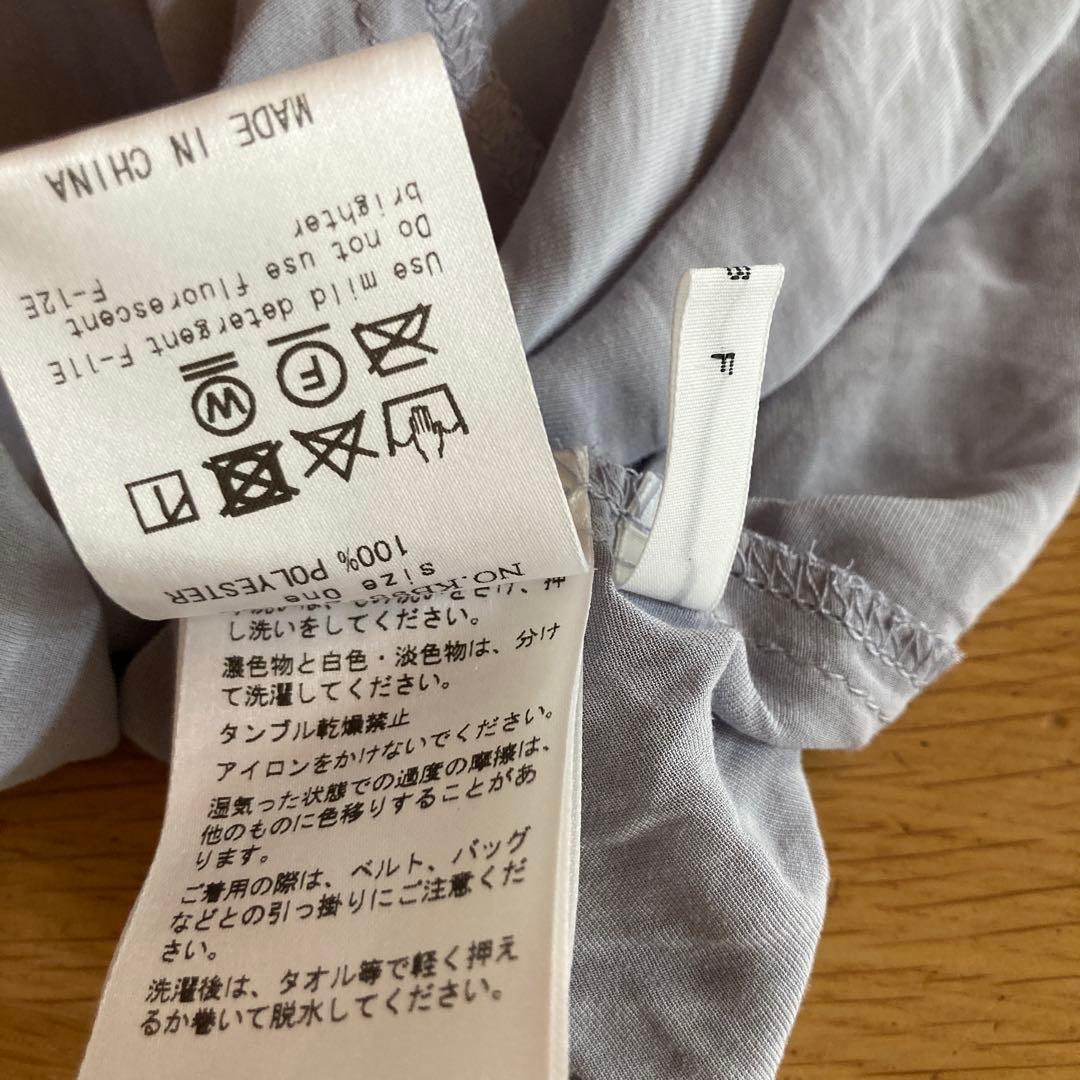 NO.
size One
100% POLYESTER
W
F
Use mild detergent F-11E
Do not use fluorescent
brighter F-12E
MADE IN CHINA
F
し洗いをしてください。
濃色物と白色・淡色物は、分け
て洗濯してください。
タンブル乾燥禁止
アイロンをかけないでください。
湿気った状態での過度の摩擦は、
他のものに色移りすることがあ
ります。
ご着用の際は、ベルト、バッグ
などとの引っ掛りにご注意くだ
さい。
洗濯後は、タオル等で軽く押え
るか巻いて脱水してください。